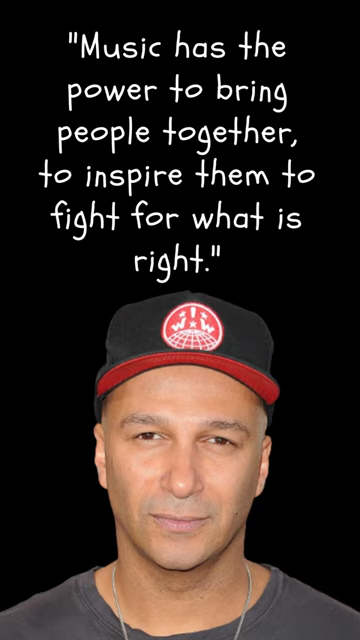 "Music has the
power to bring
people together,
to inspire them to
fight for what is
right."
I
W W